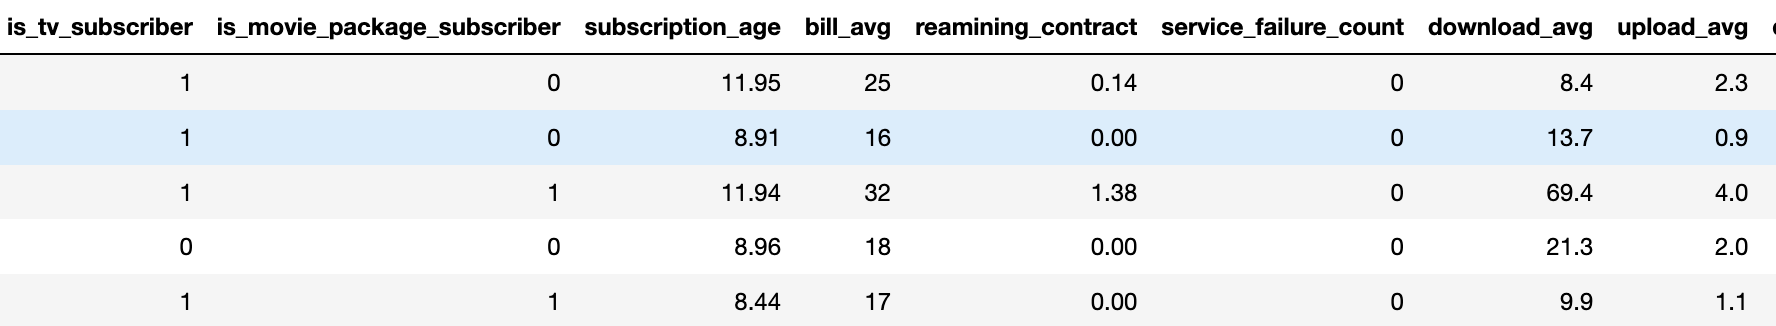 is_tv_subscriber is_movie_package_subscriber subscription_age bill_avg reamining_contract service_failure_count download_avg upload_avg
1 0 11.95 25 0.14 0 8.4 2.3
1 0 8.91 16 0.00 0 13.7 0.9
1 1 11.94 32 1.38 0 69.4 4.0
0 0 8.96 18 0.00 0 21.3 2.0
1 1 8.44 17 0.00 0 9.9 1.1